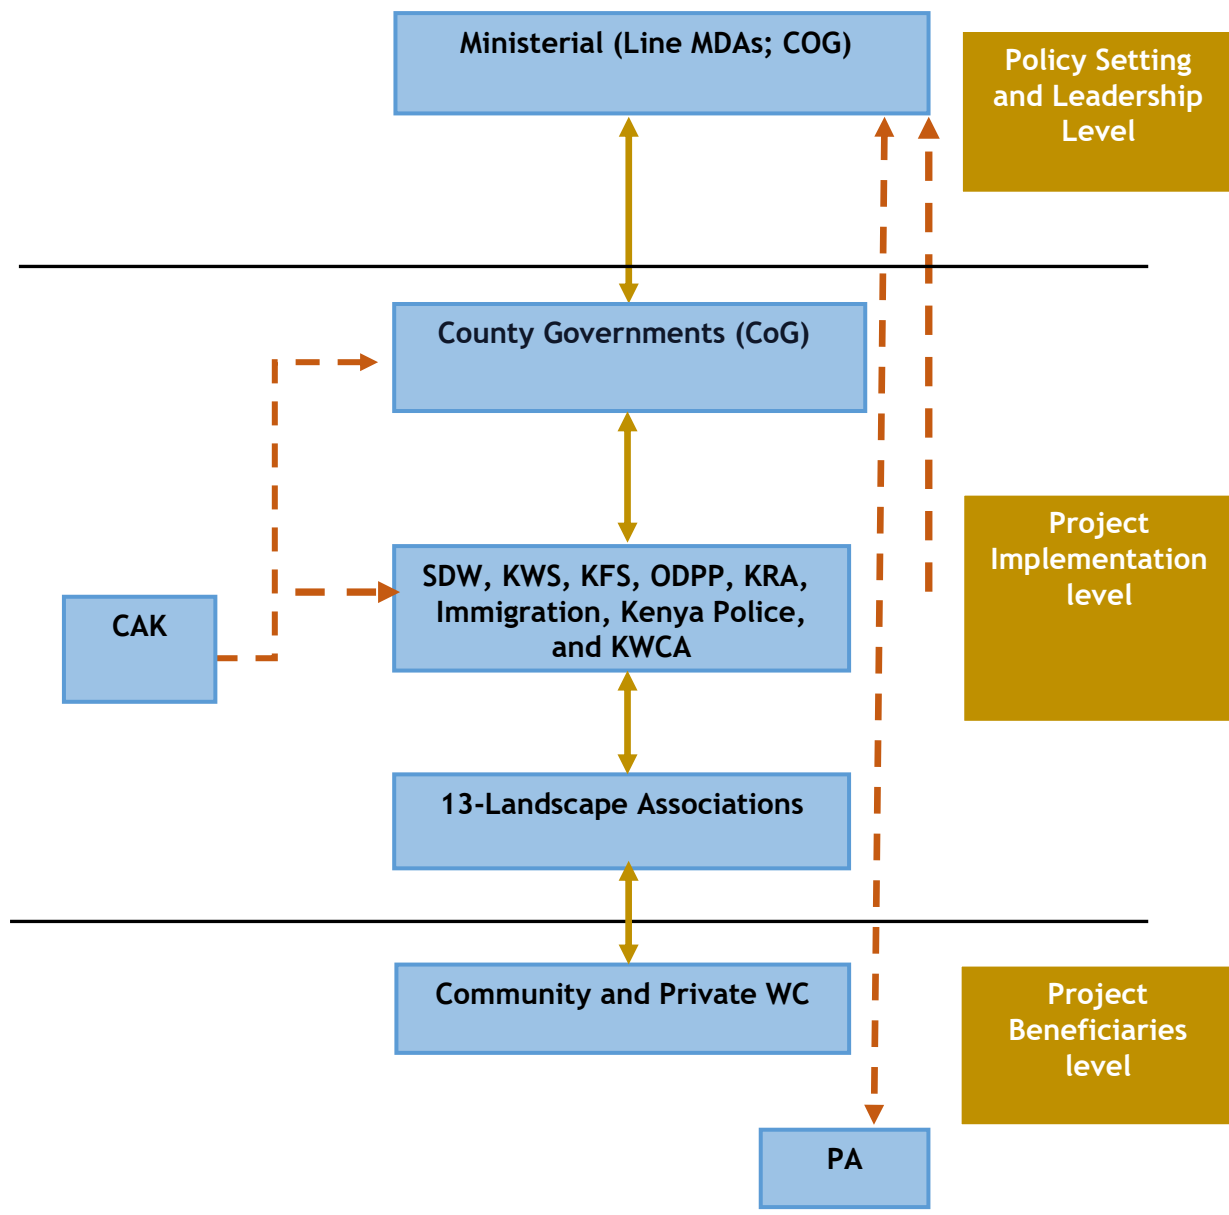 Ministerial (Line MDAs; COG)
Policy Setting
and Leadership
Level
County Governments (CoG)
SDW, KWS, KFS, ODPP, KRA,
Immigration, Kenya Police,
and KWCA
Project
Implementation
level
CAK
13-Landscape Associations
Community and Private WC
Project
Beneficiaries
level
PA